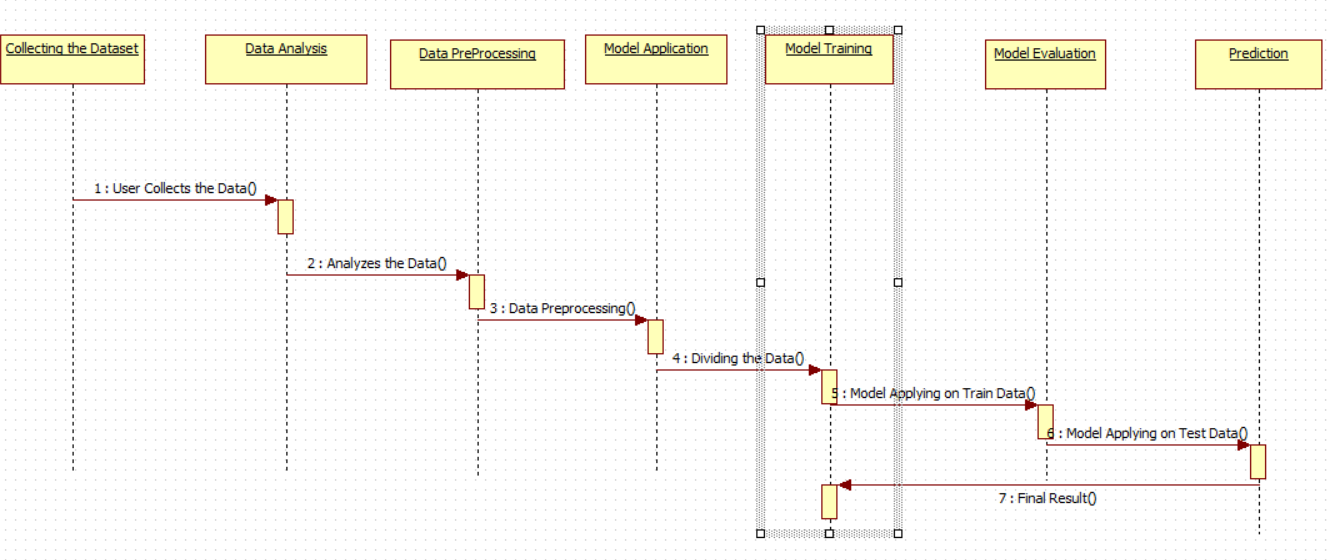 Collecting the Dataset
Data Analysis
Data PreProcessing
Model Application
Model Training
Model Evaluation
Prediction
1 : User Collects the Data()
2 : Analyzes the Data()
3 : Data Preprocessing()
4 : Dividing the Data()
5 : Model Applying on Train Data()
6 : Model Applying on Test Data()
7 : Final Result()